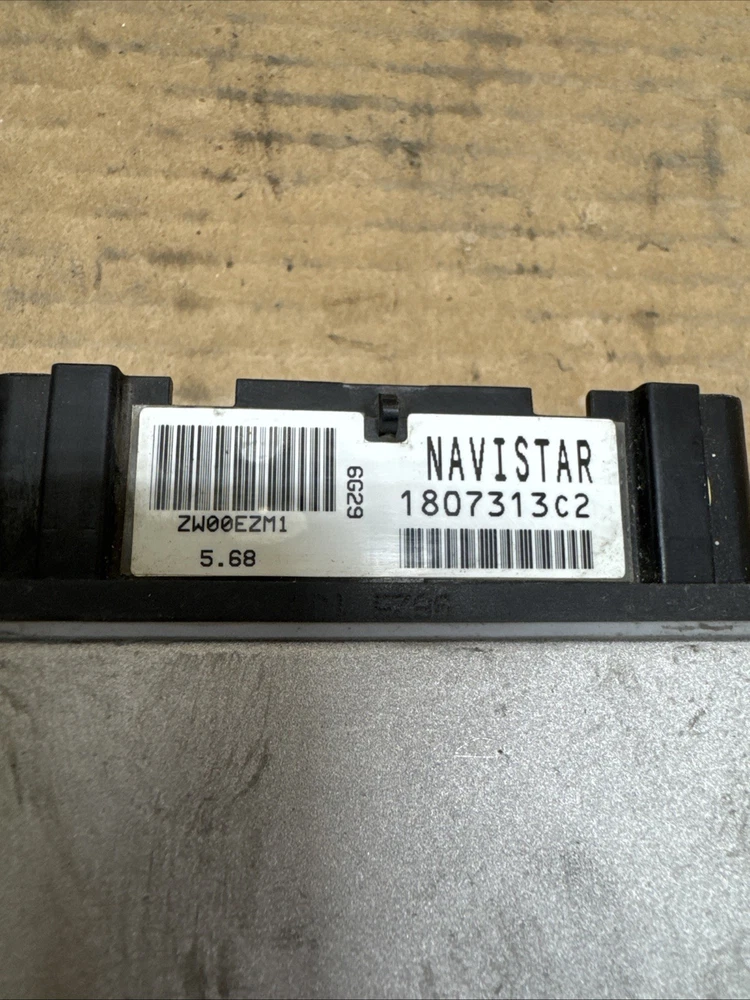 ZW00EZM1
5.68
6G29
NAVISTAR
1807313C2